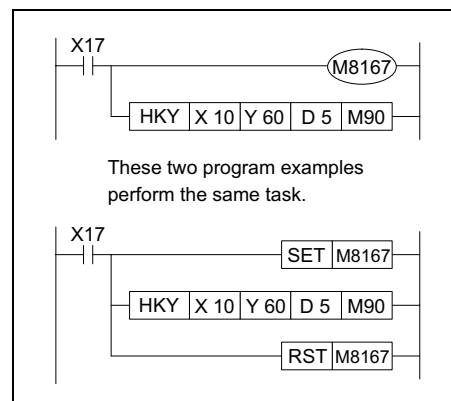 X17
M8167
HKY X 10 Y 60 D 5 M90
These two program examples
perform the same task.
X17
SET M8167
HKY X 10 Y 60 D 5 M90
RST M8167